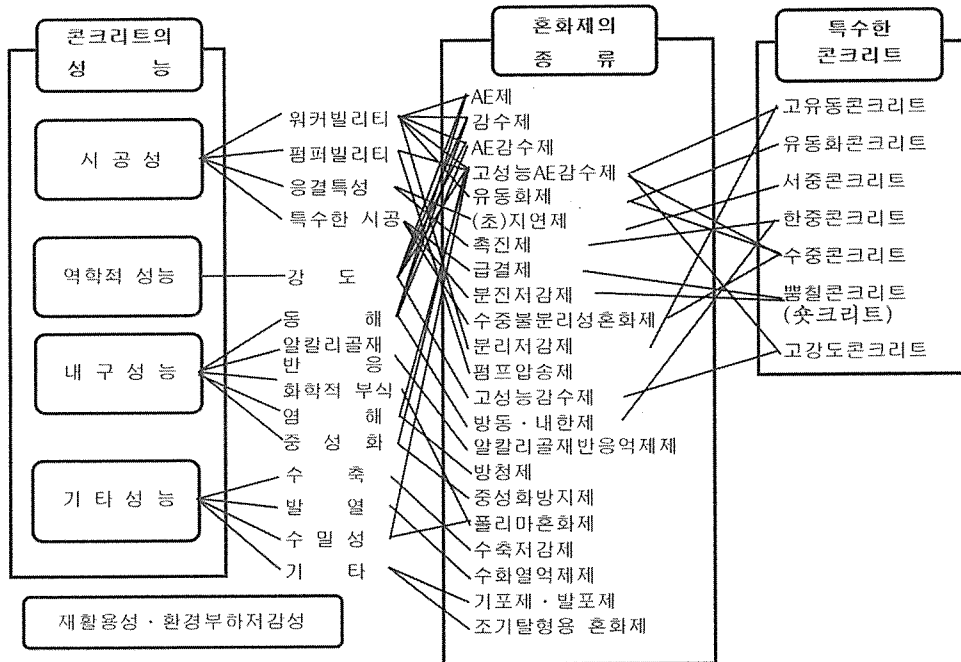 콘크리트의
성 능
시 공 성
역학적 성능
내 구 성 능
기 타 성 능
재활용성 · 환경부하저감성
워커빌리티
펌퍼빌리티
응결특성
특수한 시공
강 도
동 해
알칼리골재
반 응
화학적 부식
염 해
중 성 화
수 축
발 열
수 밀 성
기 타
혼화제의
종 류
AE제
감수제
AE감수제
고성능AE감수제
유동화제
(초)지연제
촉진제
급결제
분진저감제
수중불분리성혼화제
분리저감제
펌프압송제
고성능감수제
방동 · 내한제
알칼리골재반응억제제
방청제
중성화방지제
폴리마혼화제
수축저감제
수화열억제제
기포제 · 발포제
조기탈형용 혼화제
특수한
콘크리트
고유동콘크리트
유동화콘크리트
서중콘크리트
한중콘크리트
수중콘크리트
뿜칠콘크리트
(숏크리트)
고강도콘크리트